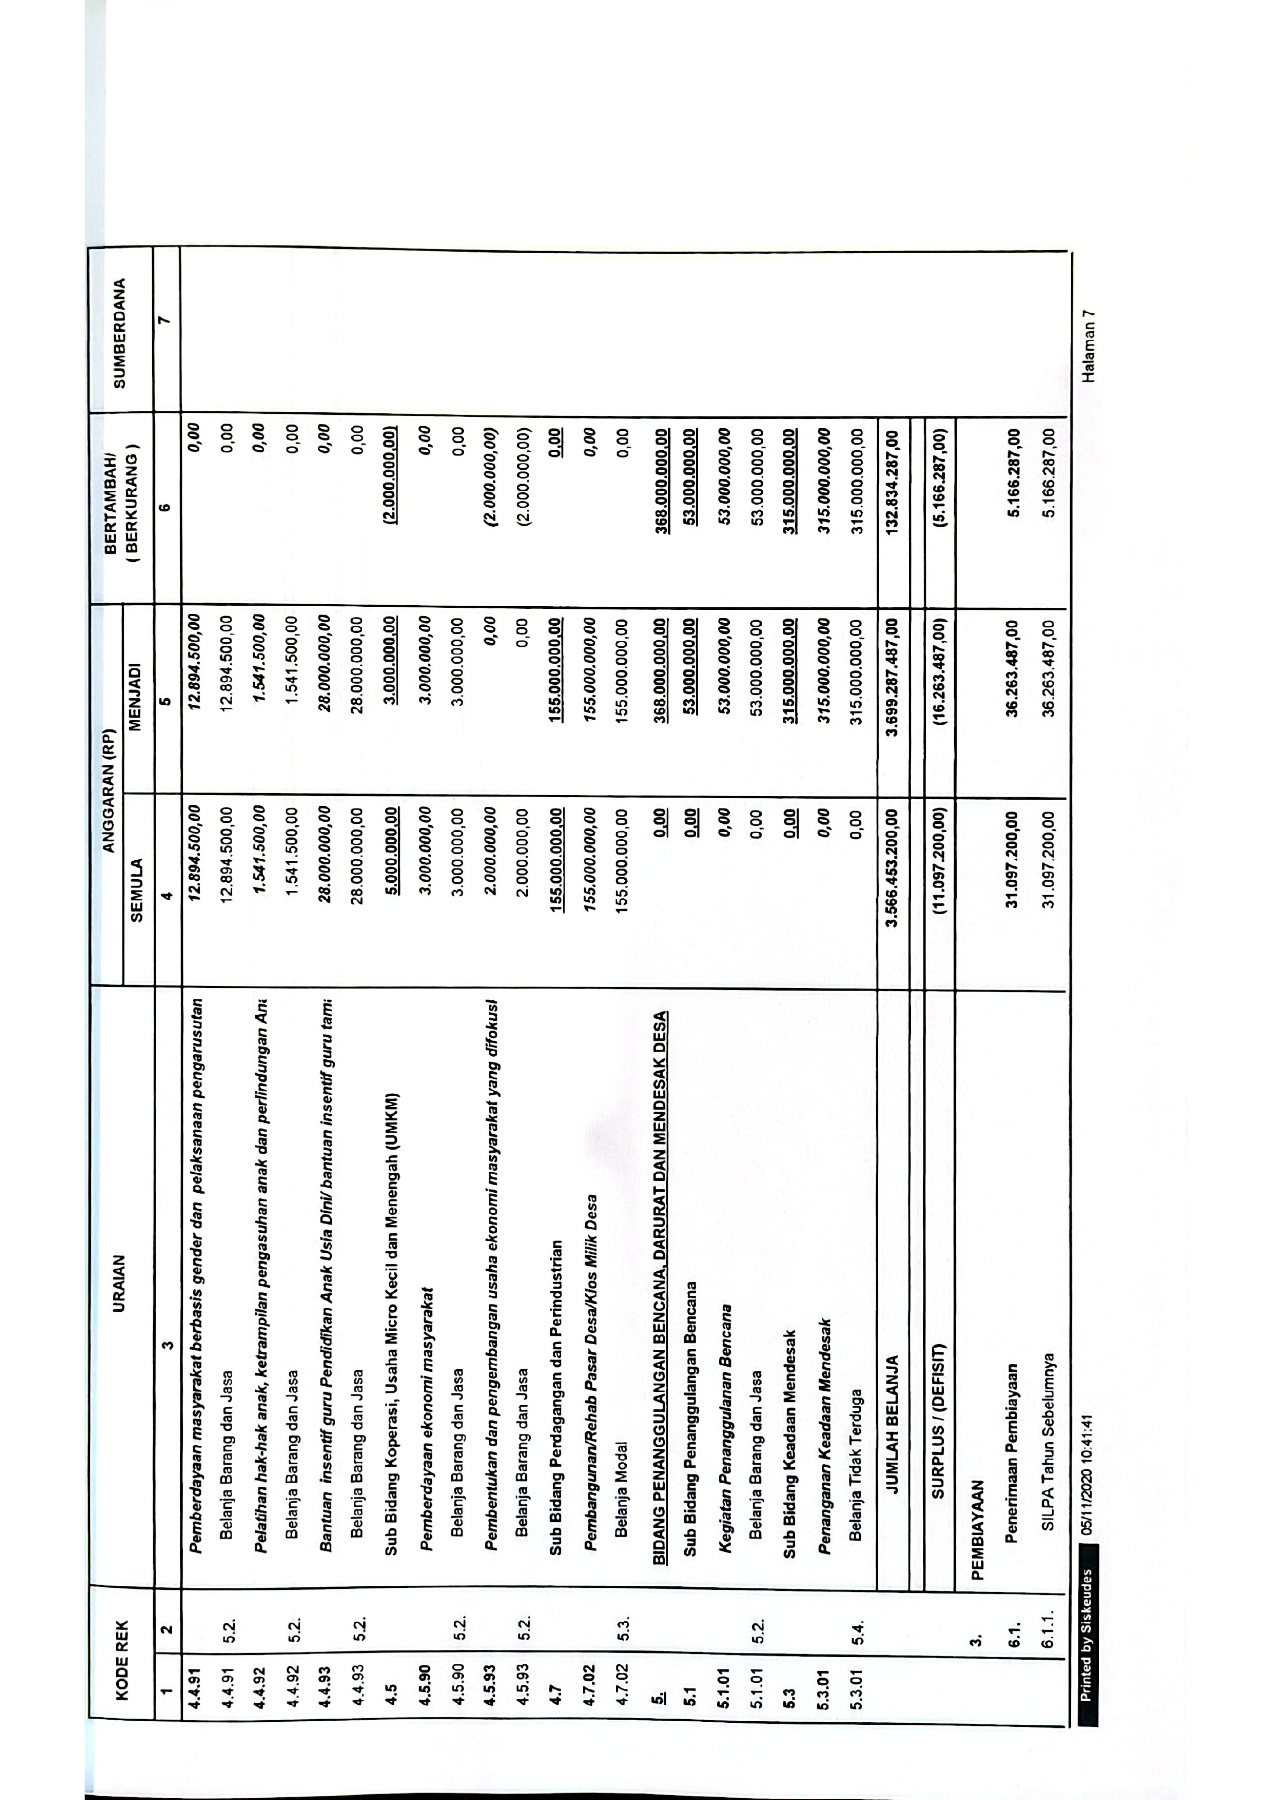 KODE REK URAIAN ANGGARAN (RP) BERTAMBAH/ ( BERKURANG ) SUMBERDANA
SEMULA MENJADI
1 2 3 4 5 6 7
4.4.91 Pemberdayaan masyarakat berbasis gender dan pelaksanaan pengarusutan 12.894.500,00 12.894.500,00 0,00
4.4.91 5.2. Belanja Barang dan Jasa 12.894.500,00 12.894.500,00 0,00
4.4.92 Pelatihan hak-hak anak, ketrampilan pengasuhan anak dan perlindungan Ana 1.541.500,00 1.541.500,00 0,00
4.4.92 5.2. Belanja Barang dan Jasa 1.541.500,00 1.541.500,00 0,00
4.4.93 Bantuan insentif guru Pendidikan Anak Usia Dini/ bantuan insentif guru tama 28.000.000,00 28.000.000,00 0,00
4.4.93 5.2. Belanja Barang dan Jasa 28.000.000,00 28.000.000,00 0,00
4.5 Sub Bidang Koperasi, Usaha Micro Kecil dan Menengah (UMKM) 5.000.000,00 3.000.000,00 (2.000.000,00)
4.5.90 Pemberdayaan ekonomi masyarakat 3.000.000,00 3.000.000,00 0,00
4.5.90 5.2. Belanja Barang dan Jasa 3.000.000,00 3.000.000,00 0,00
4.5.93 Pembentukan dan pengembangan usaha ekonomi masyarakat yang difokusl 2.000.000,00 0,00 (2.000.000,00)
4.5.93 5.2. Belanja Barang dan Jasa 2.000.000,00 0,00 (2.000.000,00)
4.7 Sub Bidang Perdagangan dan Perindustrian 155.000.000,00 155.000.000,00 0,00
4.7.02 Pembangunan/Rehab Pasar Desa/Kios Milik Desa 155.000.000,00 155.000.000,00 0,00
4.7.02 5.3. Belanja Modal 155.000.000,00 155.000.000,00 0,00
5. BIDANG PENANGGULANGAN BENCANA, DARURAT DAN MENDESAK DESA 0,00 368.000.000,00 368.000.000,00
5.1 Sub Bidang Penanggulangan Bencana 0,00 53.000.000,00 53.000.000,00
5.1.01 Kegiatan Penanggulanan Bencana 0,00 53.000.000,00 53.000.000,00
5.1.01 5.2. Belanja Barang dan Jasa 0,00 53.000.000,00 53.000.000,00
5.3 Sub Bidang Keadaan Mendesak 0,00 315.000.000,00 315.000.000,00
5.3.01 Penanganan Keadaan Mendesak 0,00 315.000.000,00 315.000.000,00
5.3.01 5.4. Belanja Tidak Terduga 0,00 315.000.000,00 315.000.000,00
JUMLAH BELANJA 3.566.453.200,00 3.699.287.487,00 132.834.287,00
SURPLUS / (DEFISIT) (11.097.200,00) (16.263.487,00) (5.166.287,00)
3. PEMBIAYAAN
6.1. Penerimaan Pembiayaan 31.097.200,00 36.263.487,00 5.166.287,00
6.1.1. SILPA Tahun Sebelumnya 31.097.200,00 36.263.487,00 5.166.287,00
Printed by Siskeudes 05/11/2020 10:41:41 Halaman 7